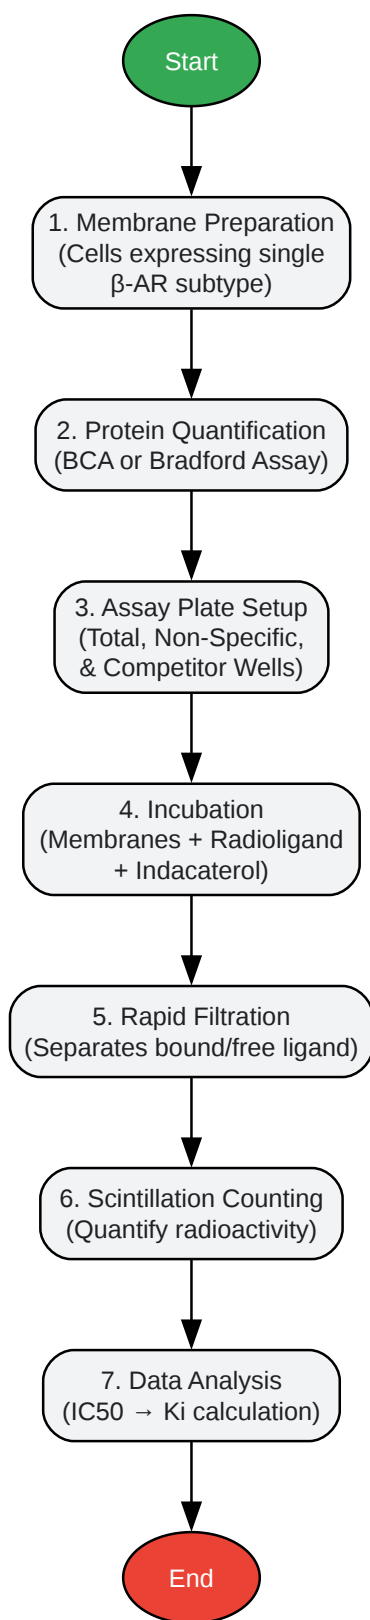 Start
1. Membrane Preparation
(Cells expressing single
β-AR subtype)
2. Protein Quantification
(BCA or Bradford Assay)
3. Assay Plate Setup
(Total, Non-Specific,
& Competitor Wells)
4. Incubation
(Membranes + Radioligand
+ Indacaterol)
5. Rapid Filtration
(Separates bound/free ligand)
6. Scintillation Counting
(Quantify radioactivity)
7. Data Analysis
(IC50 → Ki calculation)
End